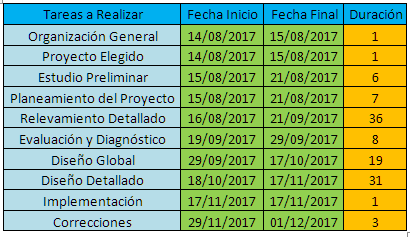 Tareas a Realizar Fecha Inicio Fecha Final Duración
Organización General 14/08/2017 15/08/2017 1
Proyecto Elegido 14/08/2017 15/08/2017 1
Estudio Preliminar 15/08/2017 21/08/2017 6
Planeamiento del Proyecto 15/08/2017 21/08/2017 7
Relevamiento Detallado 16/08/2017 21/09/2017 36
Evaluación y Diagnóstico 19/09/2017 29/09/2017 8
Diseño Global 29/09/2017 17/10/2017 19
Diseño Detallado 18/10/2017 17/11/2017 31
Implementación 17/11/2017 17/11/2017 1
Correcciones 29/11/2017 01/12/2017 3